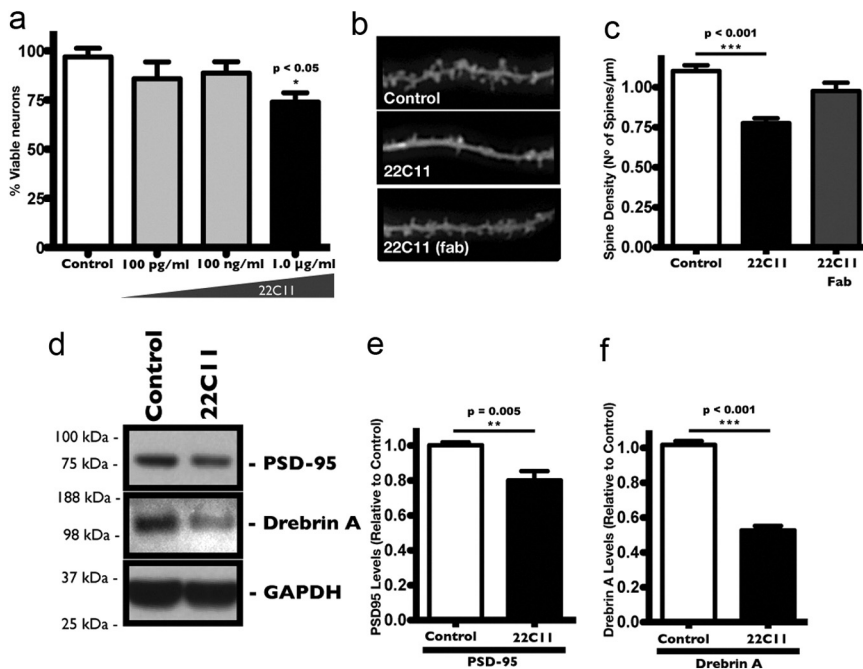 a
% Viable neurons
100
75
50
25
0
p < 0.05
*
Control
100 pg/ml
100 ng/ml
1.0 µg/ml
22C11
b
Control
22C11
22C11 (fab)
c
Spine Density (Nº of Spines/µm)
1.00
0.75
0.50
0.25
0.00
p < 0.001
***
Control
22C11
22C11
Fab
d
Control
22C11
100 kDa -
75 kDa -
- PSD-95
188 kDa -
98 kDa -
- Drebrin A
37 kDa -
25 kDa -
- GAPDH
e
PSD95 Levels (Relative to Control)
1.0
0.8
0.6
0.4
0.2
0.0
p = 0.005
**
Control
22C11
PSD-95
f
Drebrin A Levels (Relative to Control)
1.0
0.8
0.6
0.4
0.2
0.0
p < 0.001
***
Control
22C11
Drebrin A